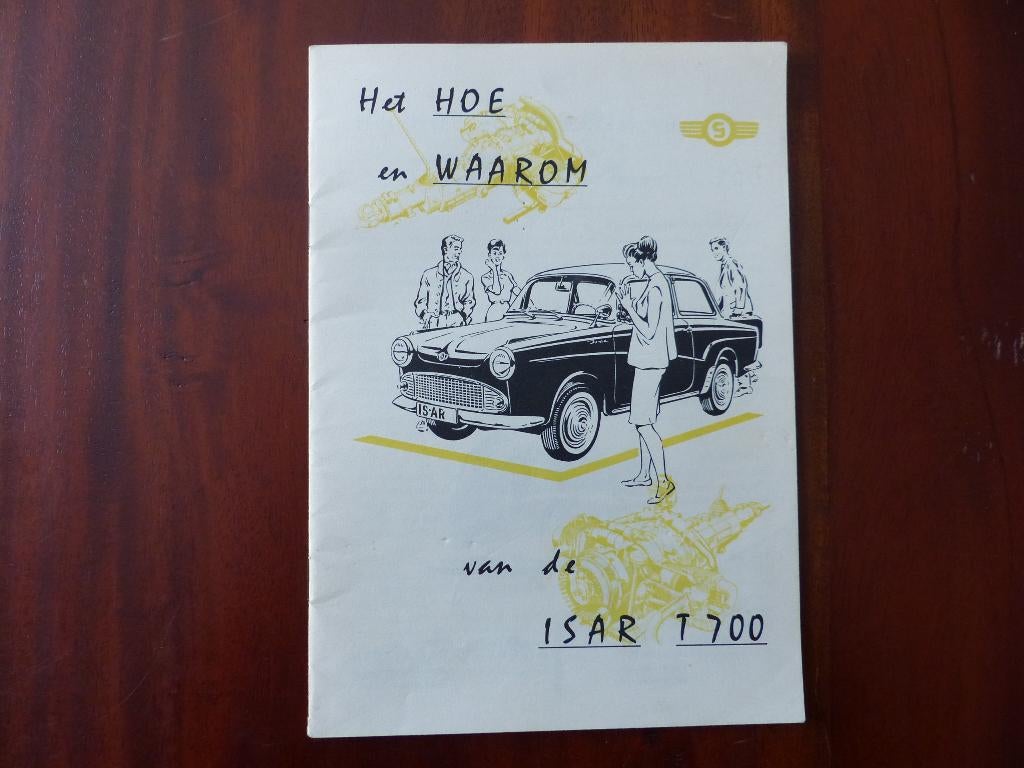 Het HOE
en WAAROM
IS·AR
van de
ISAR T700